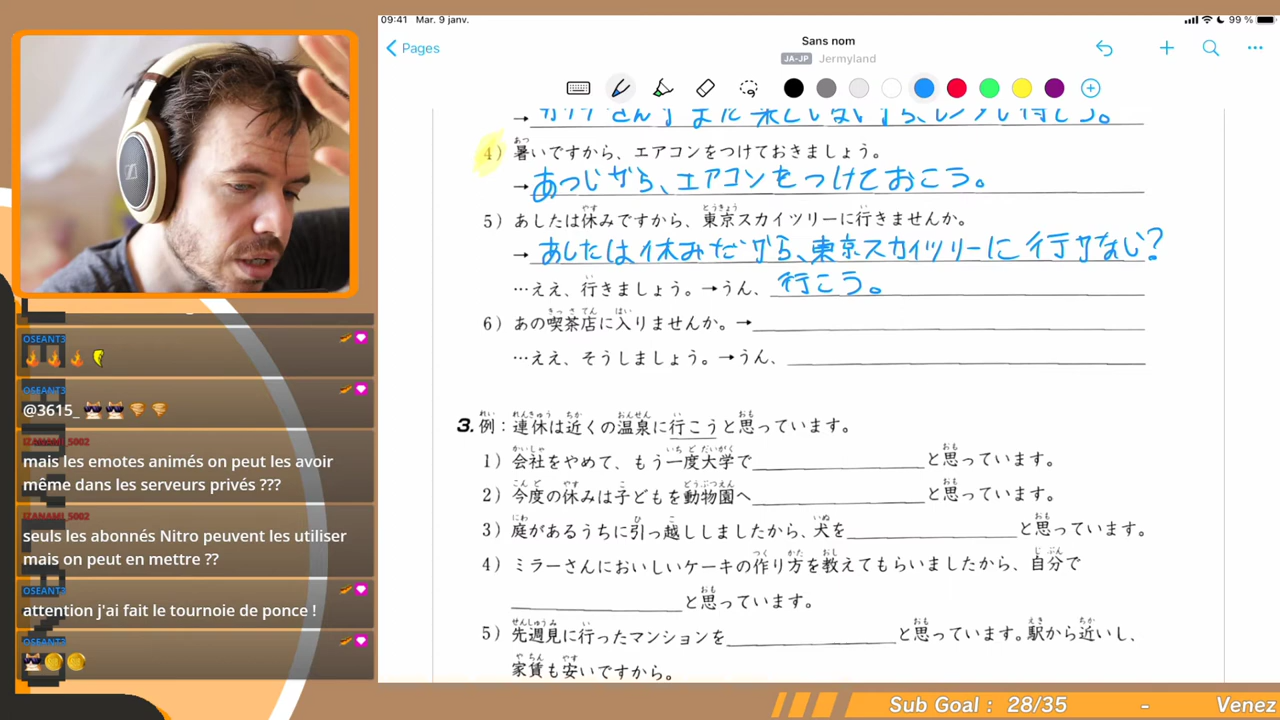 09:41 Mar. 9 janv.
99 %
Pages
Sans nom
JA-JP Jermyland
4) 暑いですから、エアコンをつけておきましょう。
→あついから、エアコンをつけておこう。
5) あしたは休みですから、東京スカイツリーに行きませんか。
→あしたは休みだから、東京スカイツリーに行かない?
…ええ、行きましょう。→うん、行こう。
6) あの喫茶店に入りませんか。→
…ええ、そうしましょう。→うん、
3. 例:連休は近くの温泉に行こうと思っています。
1) 会社をやめて、もう一度大学で と思っています。
2) 今度の休みは子どもを動物園へ と思っています。
3) 庭があるうちに引っ越ししましたから、犬を と思っています。
4) ミラーさんにおいしいケーキの作り方を教えてもらいましたから、自分で
と思っています。
5) 先週見に行ったマンションを と思っています。駅から近いし、
家賃も安いですから。
OSEANT3
OSEANT3
@3615_
IZANAMI_5002
mais les emotes animés on peut les avoir
même dans les serveurs privés ???
IZANAMI_5002
seuls les abonnés Nitro peuvent les utiliser
mais on peut en mettre ??
OSEANT3
attention j'ai fait le tournoie de ponce !
OSEANT3
Sub Goal : 28/35 - Venez